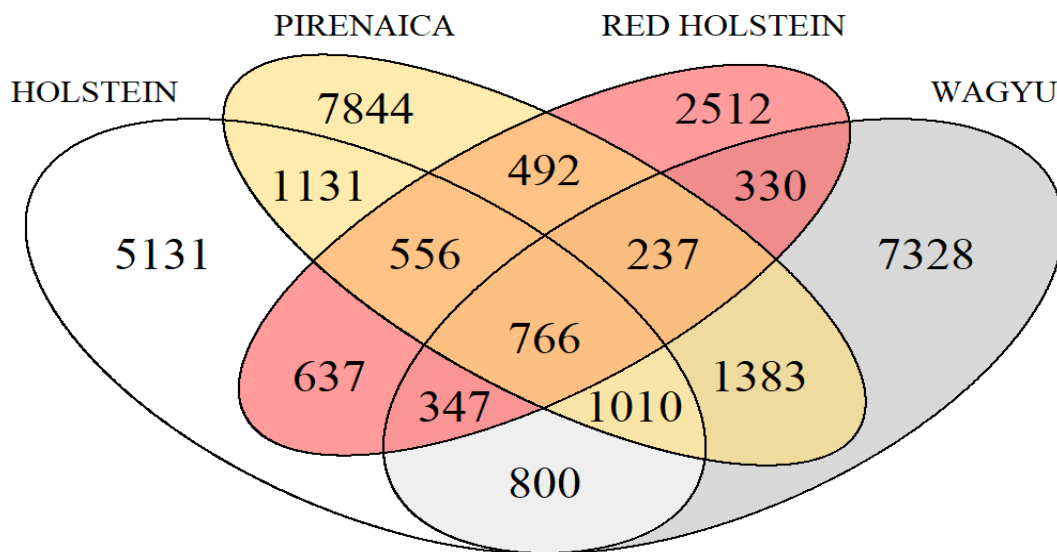 PIRENAICA RED HOLSTEIN
HOLSTEIN WAGYU
7844 2512
492
1131 330
5131 556 237 7328
766
637 1383
347 1010
800